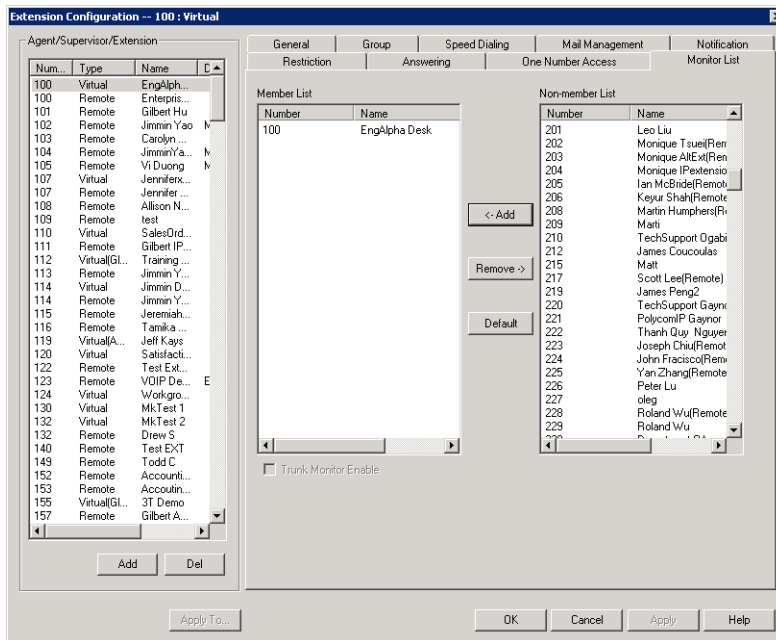 Extension Configuration -- 100 : Virtual
Agent/Supervisor/Extension
Num... Type Name
100 Virtual EngAlph...
100 Remote Enterpris...
101 Remote Gilbert Hu
102 Remote Jimmin Yao
103 Remote Carolyn ...
104 Remote JimminYa...
105 Remote Vi Duong
107 Virtual Jenniferx...
107 Remote Jennifer ...
108 Remote Allison N...
109 Remote test
110 Virtual SalesOrd...
111 Remote Gilbert IP...
112 Virtual(Gl... Training ...
113 Remote Jimmin Y...
114 Virtual Jimmin D...
114 Remote Jimmin Y...
115 Remote Jeremiah...
116 Remote Tamika ...
119 Virtual(A... Jeff Kays
120 Virtual Satisfacti...
122 Remote Test Ext...
123 Remote VOIP De... E
124 Virtual Workgro...
130 Virtual MkTest 1
132 Virtual MkTest 2
132 Remote Drew S
140 Remote Test EXT
149 Remote Todd C
152 Remote Accounti...
153 Remote Accoutin...
155 Virtual(Gl... 3T Demo
157 Remote Gilbert A...
Add Del
Apply To...
General Group Speed Dialing Mail Management Notification
Restriction Answering One Number Access Monitor List
Member List
Number Name
100 EngAlpha Desk
Trunk Monitor Enable
<- Add
Remove ->
Default
Non-member List
Number Name
201 Leo Liu
202 Monique Tsuei(Rem
203 Monique AltExt(Rem
204 Monique IPextensio
205 Ian McBride(Remot
206 Keyur Shah(Remote
208 Martin Humphers(R
209 Marti
210 TechSupport Ogabi
212 James Coucoulas
215 Matt
217 Scott Lee(Remote)
219 James Peng2
220 TechSupport Gayno
221 PolycomIP Gaynor
222 Thanh Quy Nguyer
223 Joseph Chiu(Remot
224 John Fracisco(Rem
225 Yan Zhang(Remote
226 Peter Lu
227 oleg
228 Roland Wu(Remote
229 Roland Wu
OK Cancel Apply Help